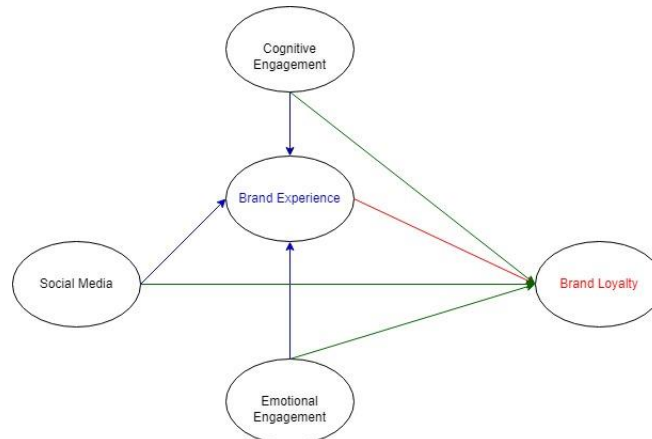 Cognitive
Engagement
Brand Experience
Social Media
Brand Loyalty
Emotional
Engagement